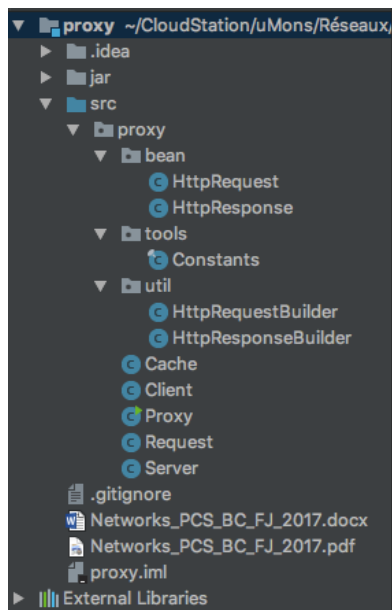 proxy ~/CloudStation/uMons/Réseaux/
.idea
jar
src
proxy
bean
HttpRequest
HttpResponse
tools
Constants
util
HttpRequestBuilder
HttpResponseBuilder
Cache
Client
Proxy
Request
Server
.gitignore
Networks_PCS_BC_FJ_2017.docx
Networks_PCS_BC_FJ_2017.pdf
proxy.iml
External Libraries